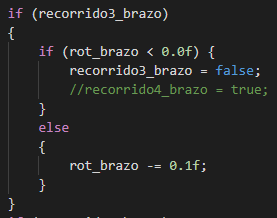 if (recorrido3_brazo)
{
    if (rot_brazo < 0.0f) {
        recorrido3_brazo = false;
        //recorrido4_brazo = true;
    }
    else
    {
        rot_brazo -= 0.1f;
    }
}